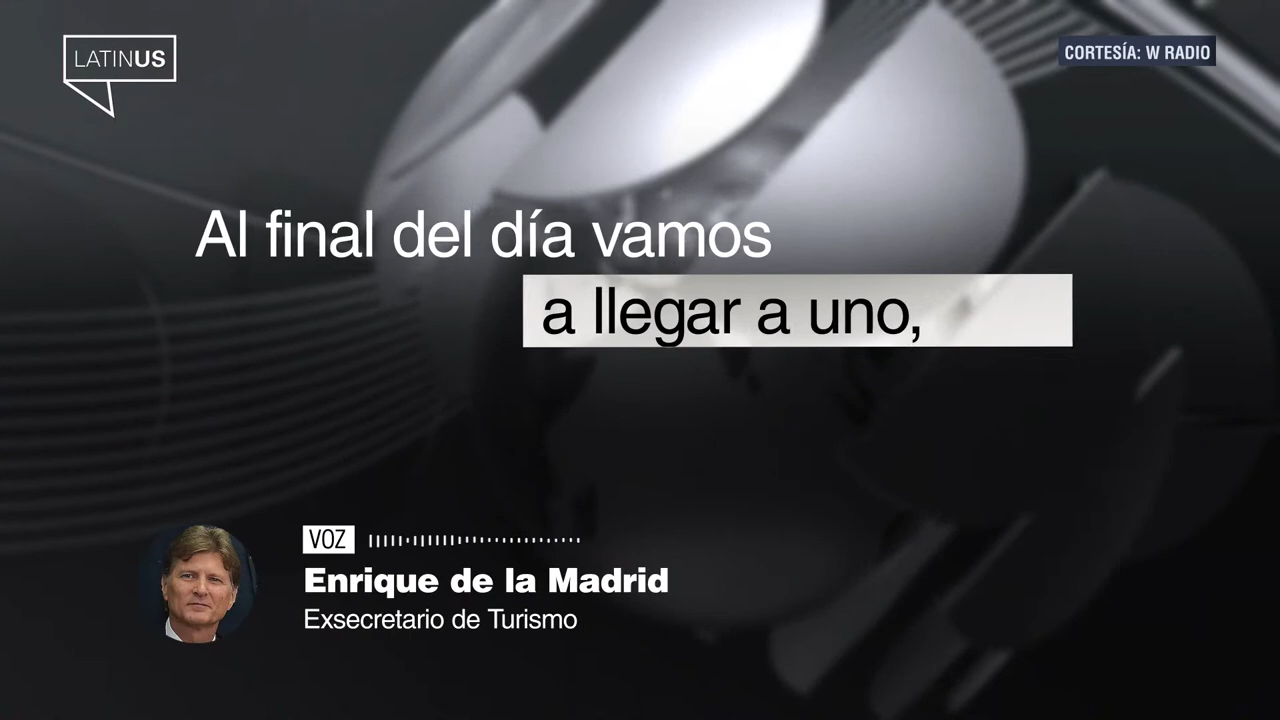 LATINUS
CORTESÍA: W RADIO
Al final del día vamos
a llegar a uno,
VOZ
Enrique de la Madrid
Exsecretario de Turismo